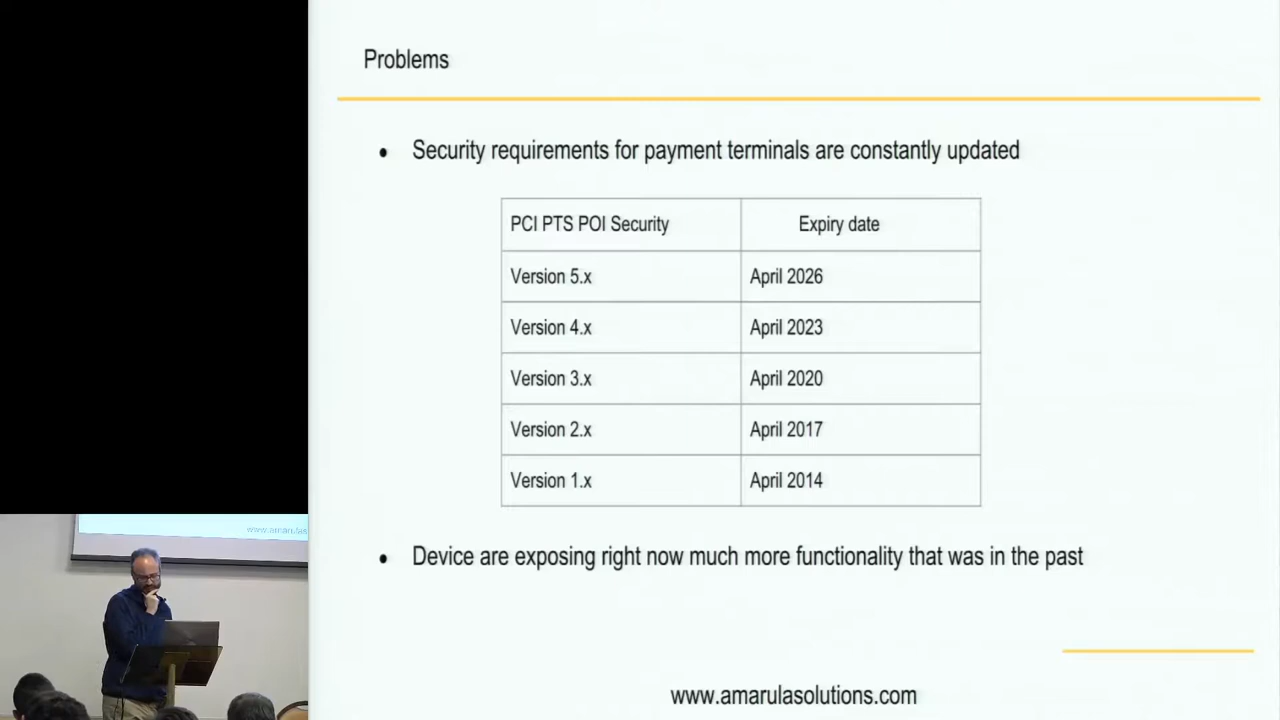 Problems
• Security requirements for payment terminals are constantly updated
PCI PTS POI Security Expiry date
Version 5.x April 2026
Version 4.x April 2023
Version 3.x April 2020
Version 2.x April 2017
Version 1.x April 2014
• Device are exposing right now much more functionality that was in the past
www.amarulasolutions.com
www.amarulas